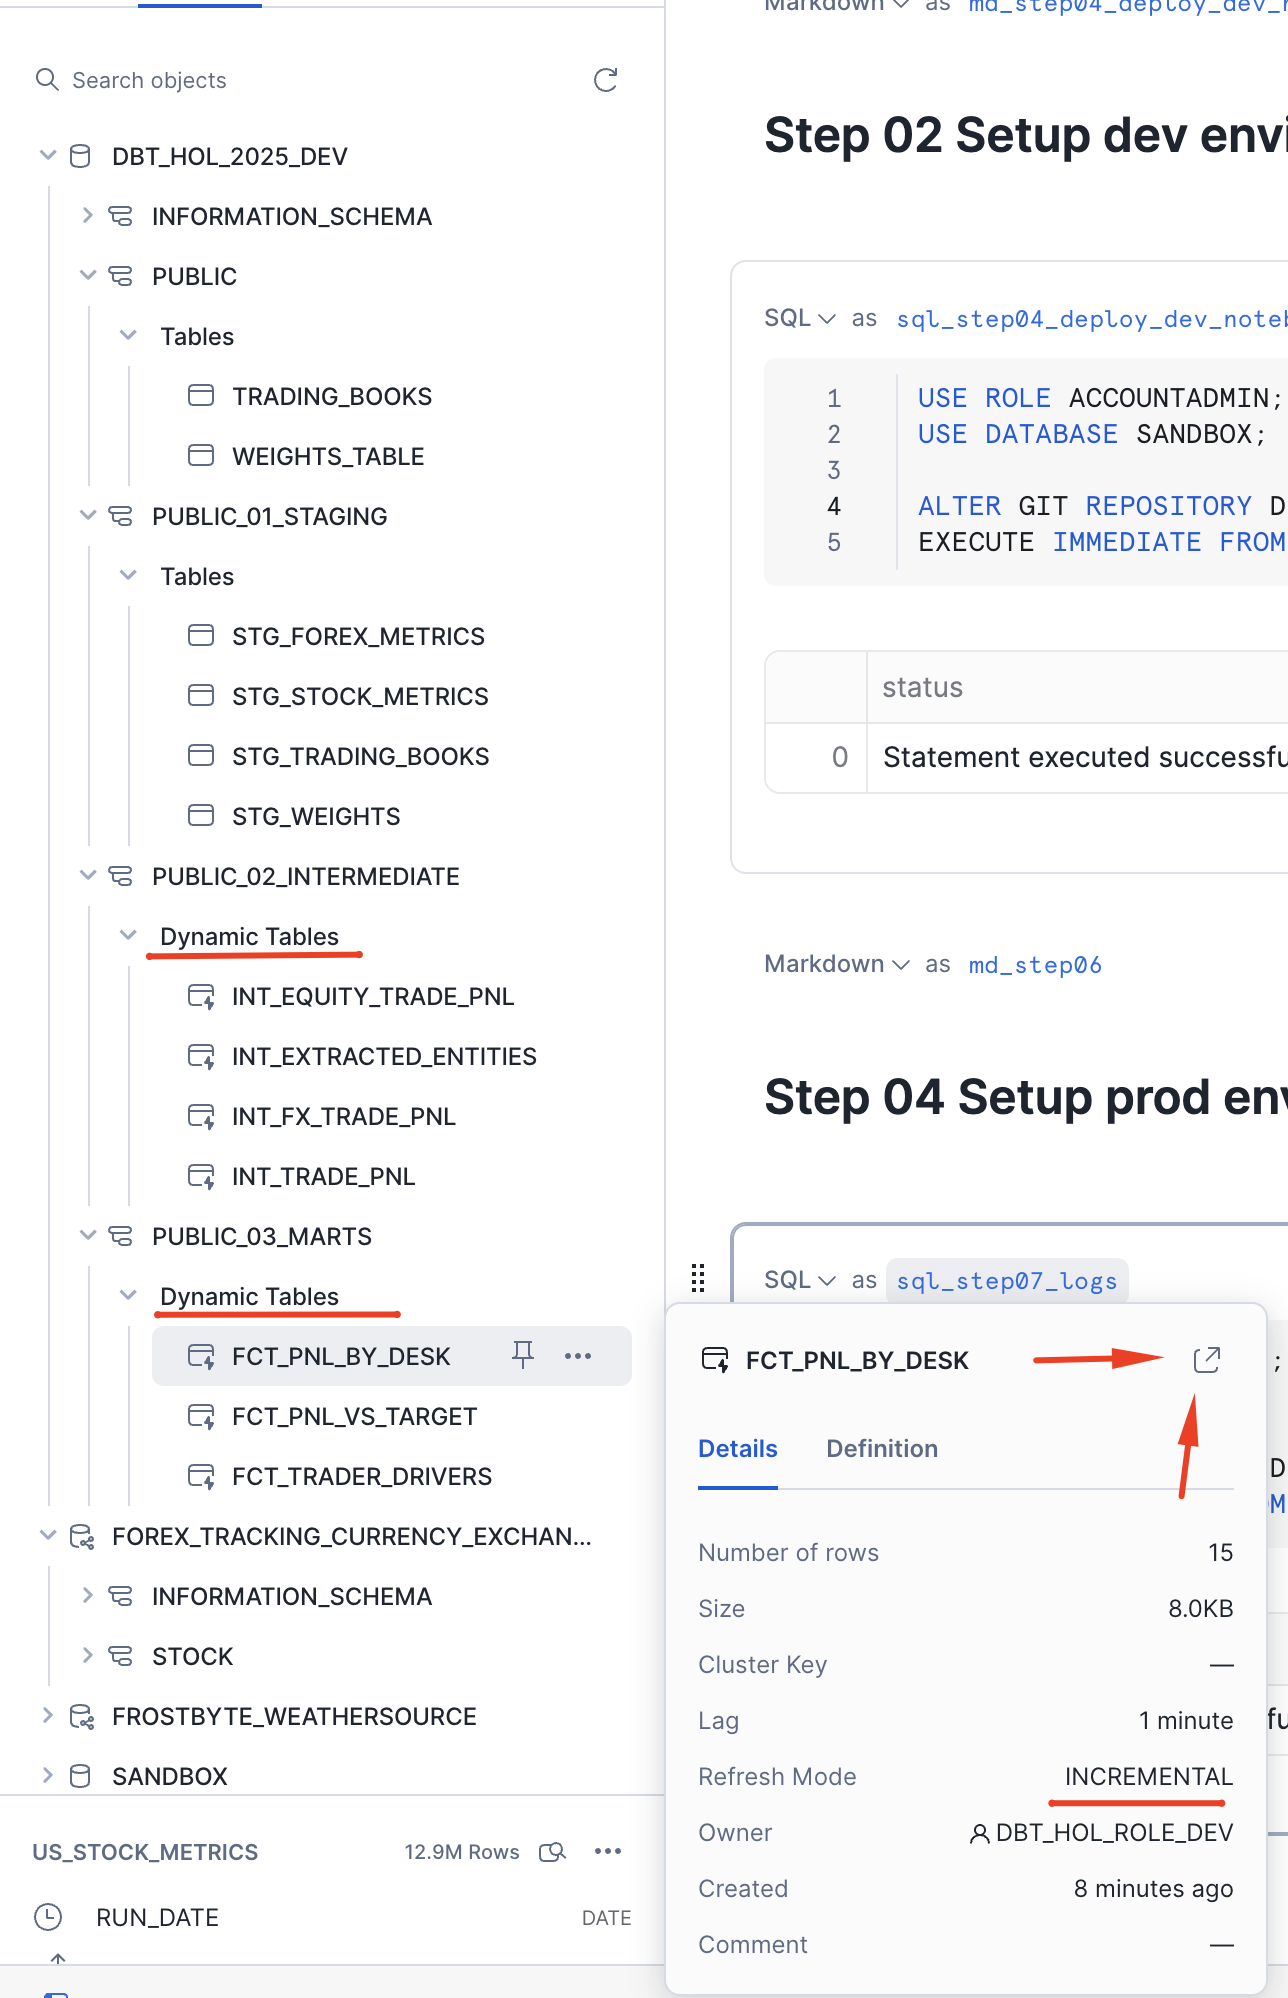 Search objects
DBT_HOL_2025_DEV
INFORMATION_SCHEMA
PUBLIC
Tables
TRADING_BOOKS
WEIGHTS_TABLE
PUBLIC_01_STAGING
Tables
STG_FOREX_METRICS
STG_STOCK_METRICS
STG_TRADING_BOOKS
STG_WEIGHTS
PUBLIC_02_INTERMEDIATE
Dynamic Tables
INT_EQUITY_TRADE_PNL
INT_EXTRACTED_ENTITIES
INT_FX_TRADE_PNL
INT_TRADE_PNL
PUBLIC_03_MARTS
Dynamic Tables
FCT_PNL_BY_DESK
FCT_PNL_VS_TARGET
FCT_TRADER_DRIVERS
FOREX_TRACKING_CURRENCY_EXCHAN...
INFORMATION_SCHEMA
STOCK
FROSTBYTE_WEATHERSOURCE
SANDBOX
US_STOCK_METRICS 12.9M Rows
RUN_DATE DATE
Markdown as md_step04_deploy_dev_
Step 02 Setup dev envi
SQL as sql_step04_deploy_dev_noteb
1 USE ROLE ACCOUNTADMIN;
2 USE DATABASE SANDBOX;
3
4 ALTER GIT REPOSITORY D
5 EXECUTE IMMEDIATE FROM
status
0 Statement executed successfu
Markdown as md_step06
Step 04 Setup prod env
SQL as sql_step07_logs
;
D
OM
fu
FCT_PNL_BY_DESK
Details Definition
Number of rows 15
Size 8.0KB
Cluster Key —
Lag 1 minute
Refresh Mode INCREMENTAL
Owner DBT_HOL_ROLE_DEV
Created 8 minutes ago
Comment —